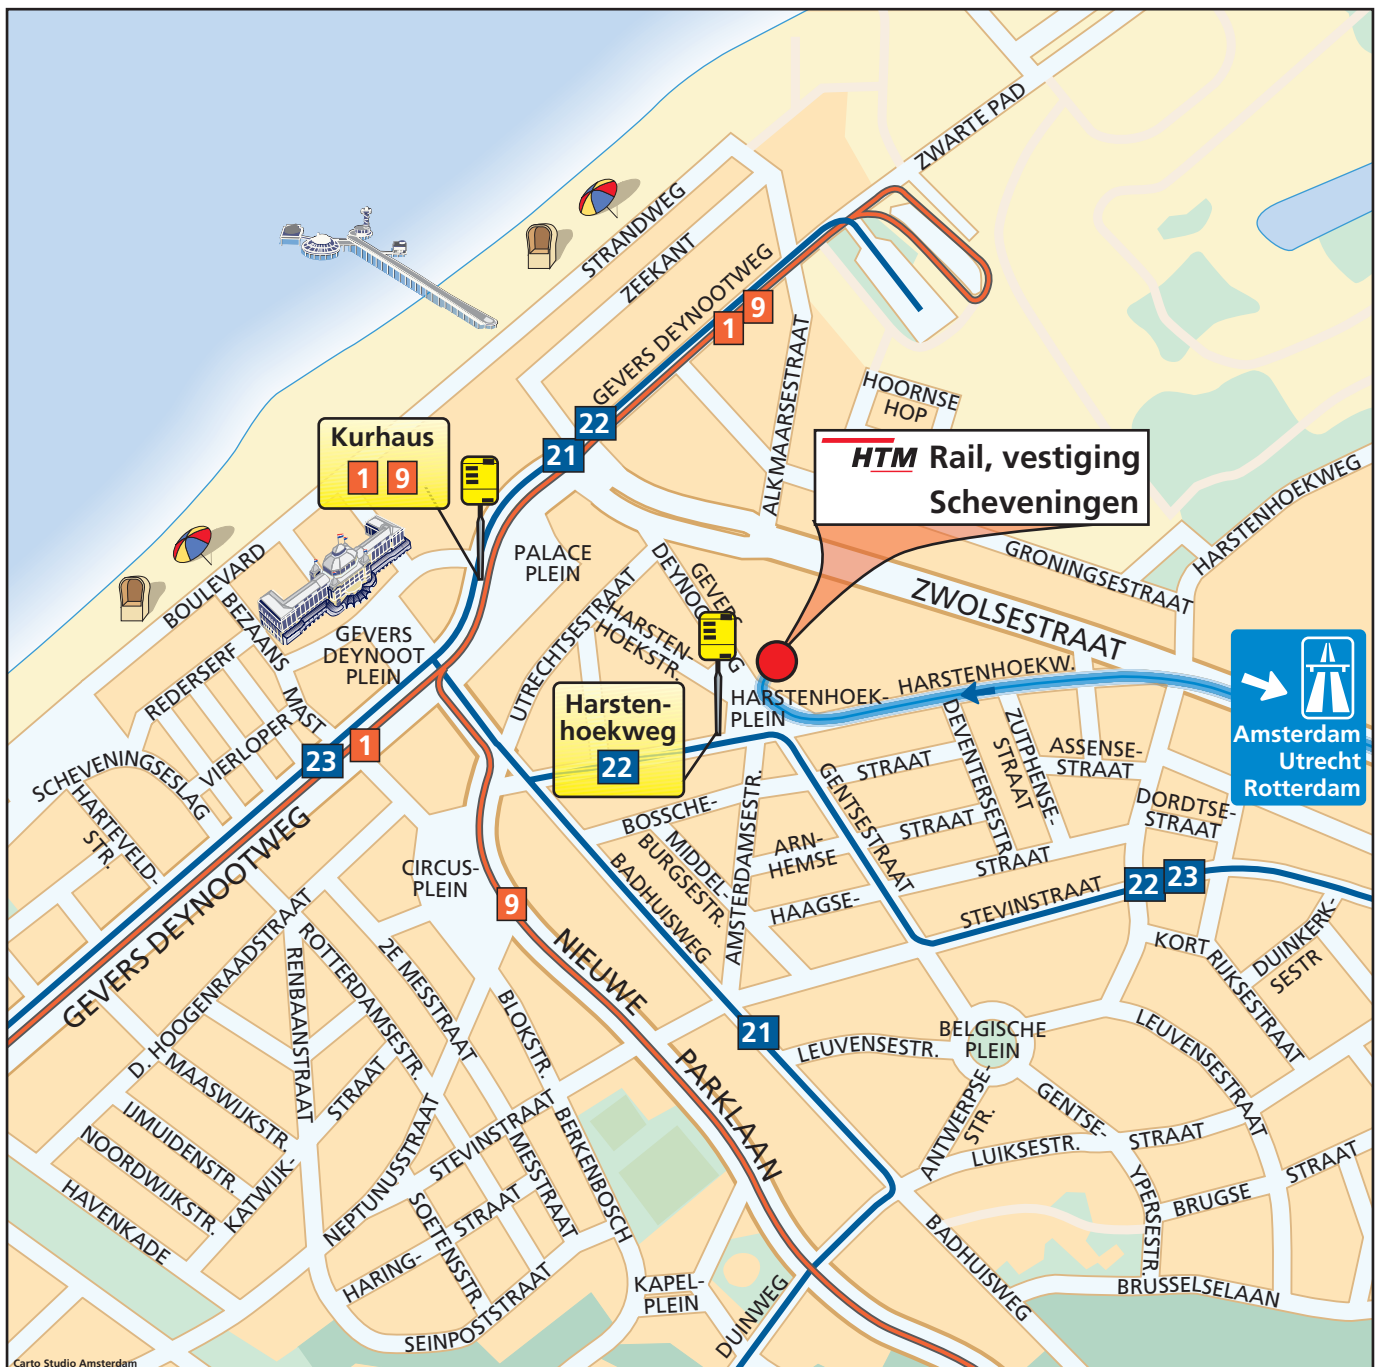 ZWARTE PAD
STRANDWEG
ZEEKANT
GEVERS DEYNOOTWEG
9
1
ALKMAARSESTRAAT
HOORNSE
HOP
22
21
Kurhaus
1 9
HTM Rail, vestiging
Scheveningen
HARSTENHOEKWEG
GRONINGSESTRAAT
ZWOLSESTRAAT
PALACE
PLEIN
BOULEVARD
BEZAANS
MAST
REDERSERF
VIERLOPER
GEVERS
DEYNOOT
PLEIN
UTRECHTSESTRAAT
HARSTEN-
HOEKSTR.
GEVERS
DEYNOOTWEG
HARSTENHOEK-
PLEIN
HARSTENHOEKW.
Harsten-
hoekweg
22
Amsterdam
Utrecht
Rotterdam
SCHEVENINGSESLAG
HARTEVELD-
STR.
23
1
GEVERS DEYNOOTWEG
DEVENTERSESTR.
ZUTPHENSE-
STRAAT
ASSENSE-
STRAAT
DORDTSE-
STRAAT
BOSSCHE-
STRAAT
MIDDEL-
BURGSESTR.
ARN-
HEMSE
STRAAT
HAAGSE-
STRAAT
AMSTERDAMSESTR.
GENTSESTRAAT
BADHUISWEG
STEVINSTRAAT
22
23
CIRCUS-
PLEIN
9
NIEUWE
PARKLAAN
21
KORTRIJKSESTRAAT
DUINKERK-
SESTR
BELGISCHE
PLEIN
LEUVENSESTR.
LEUVENSESTRAAT
ANTWERPSE-
STR.
GENTSE-
STRAAT
LUIKSESTR.
YPERSESTR.
BRUGSE
STRAAT
BADHUISWEG
BRUSSELSELAAN
D. HOOGENRAADSTRAAT
RENBAANSTRAAT
ROTTERDAMSESTR.
2E MESSTRAAT
BLOKSTR.
MAASWIJKSTR.
IJMUIDENSTR.
NOORDWIJKSTR.
KATWIJK-
STRAAT
HAVENKADE
NEPTUNUSSTRAAT
STEVINSTRAAT
MESSTRAAT
BERKENBOSCH
SOETENSSTR.
HARING-
STRAAT
SEINPOSTSTRAAT
KAPEL-
PLEIN
DUINWEG
Carto Studio Amsterdam